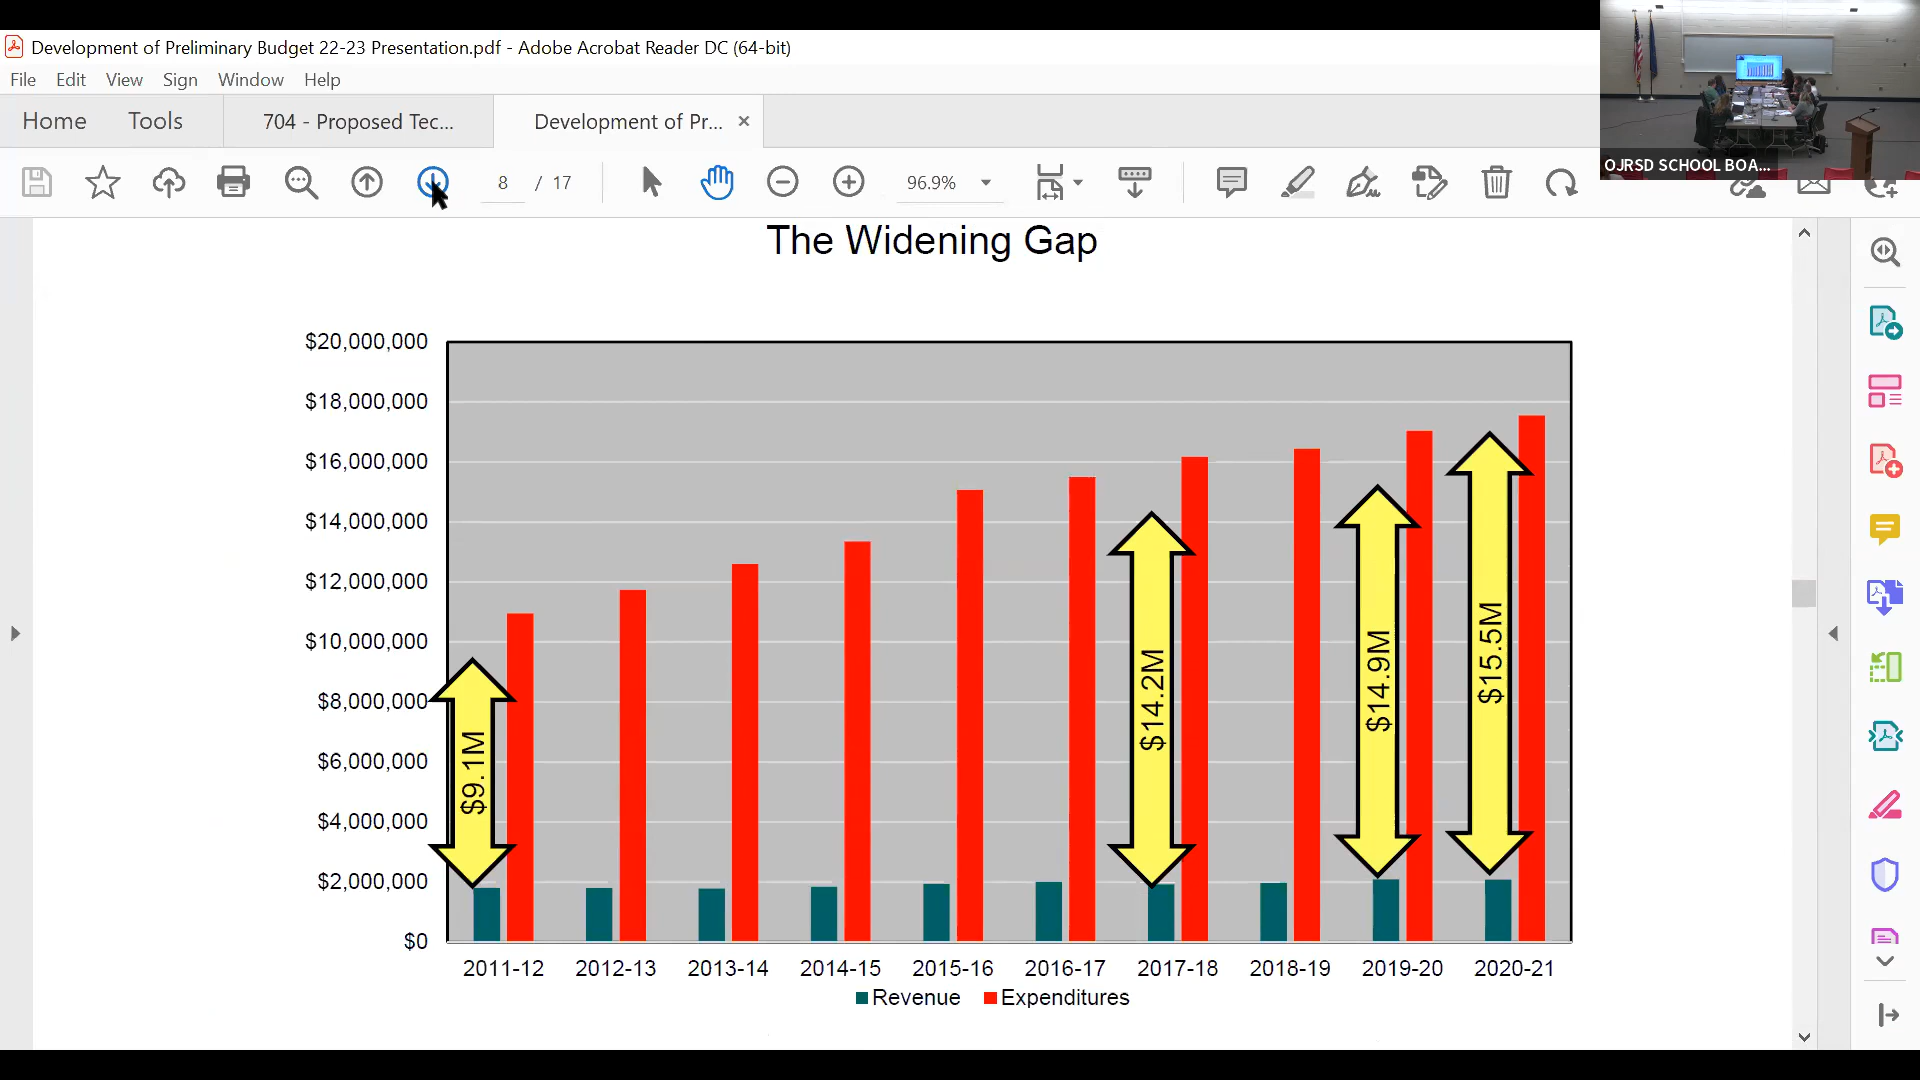 Development of Preliminary Budget 22-23 Presentation.pdf - Adobe Acrobat Reader DC (64-bit)
File Edit View Sign Window Help
Home Tools 704 - Proposed Tec... Development of Pr... ×
8 / 17 96.9%
OJRSD SCHOOL BOA...
The Widening Gap
$20,000,000
$18,000,000
$16,000,000
$14,000,000
$12,000,000
$10,000,000
$8,000,000
$6,000,000
$4,000,000
$2,000,000
$0
$9.1M
$14.2M
$14.9M
$15.5M
2011-12 2012-13 2013-14 2014-15 2015-16 2016-17 2017-18 2018-19 2019-20 2020-21
Revenue Expenditures